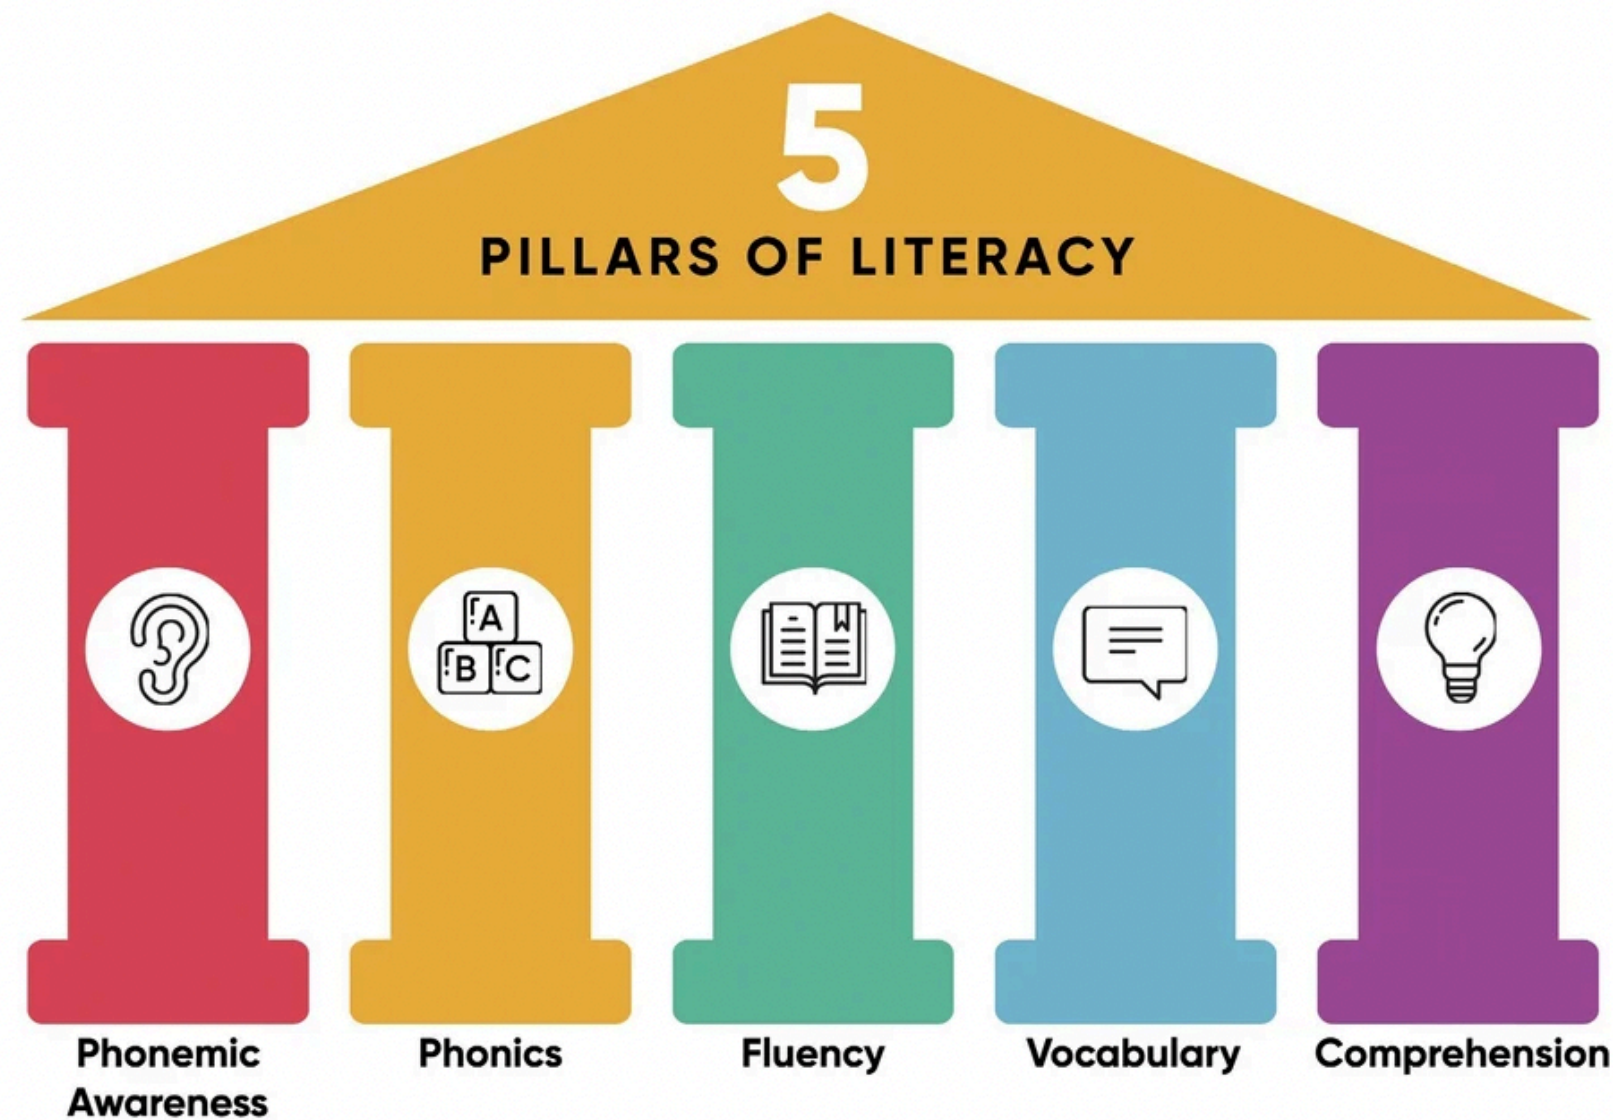 5
PILLARS OF LITERACY
A
B C
Phonemic
Awareness
Phonics
Fluency
Vocabulary
Comprehension